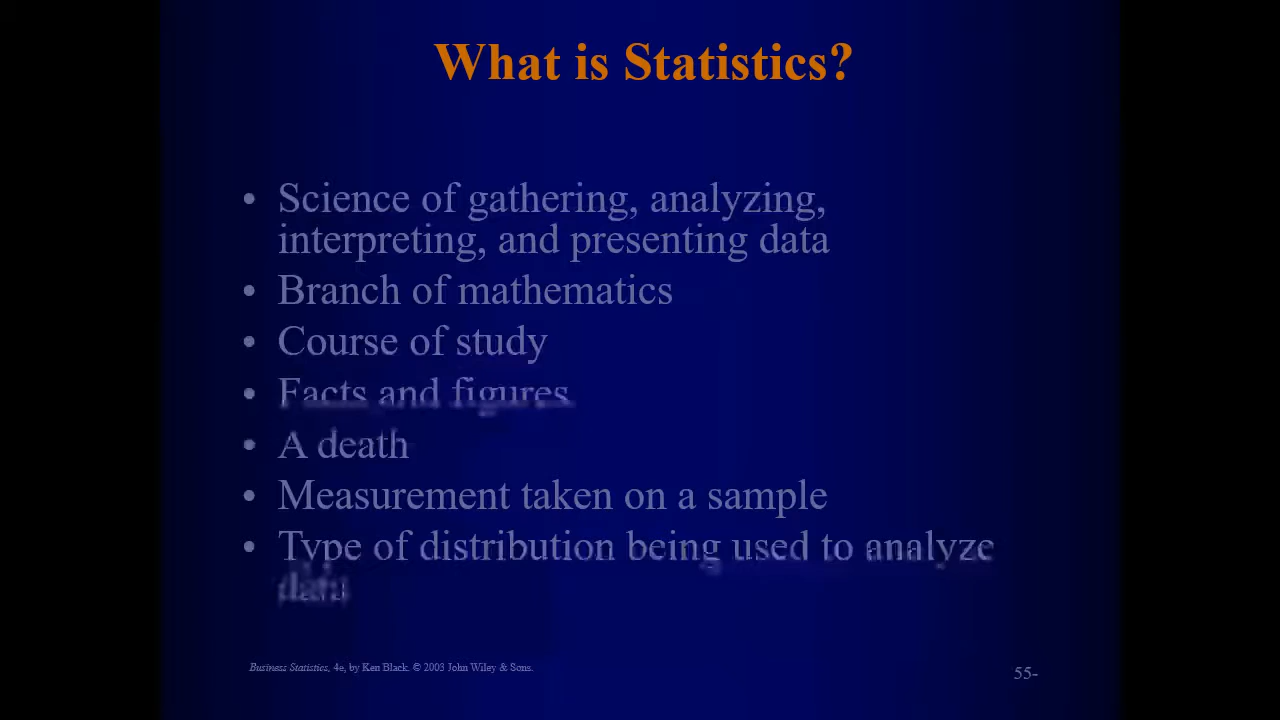 What is Statistics?
• Science of gathering, analyzing,
interpreting, and presenting data
• Branch of mathematics
• Course of study
• Facts and figures
• A death
• Measurement taken on a sample
• Type of distribution being used to analyze
data
Business Statistics, 4e, by Ken Black. © 2003 John Wiley & Sons.
55-